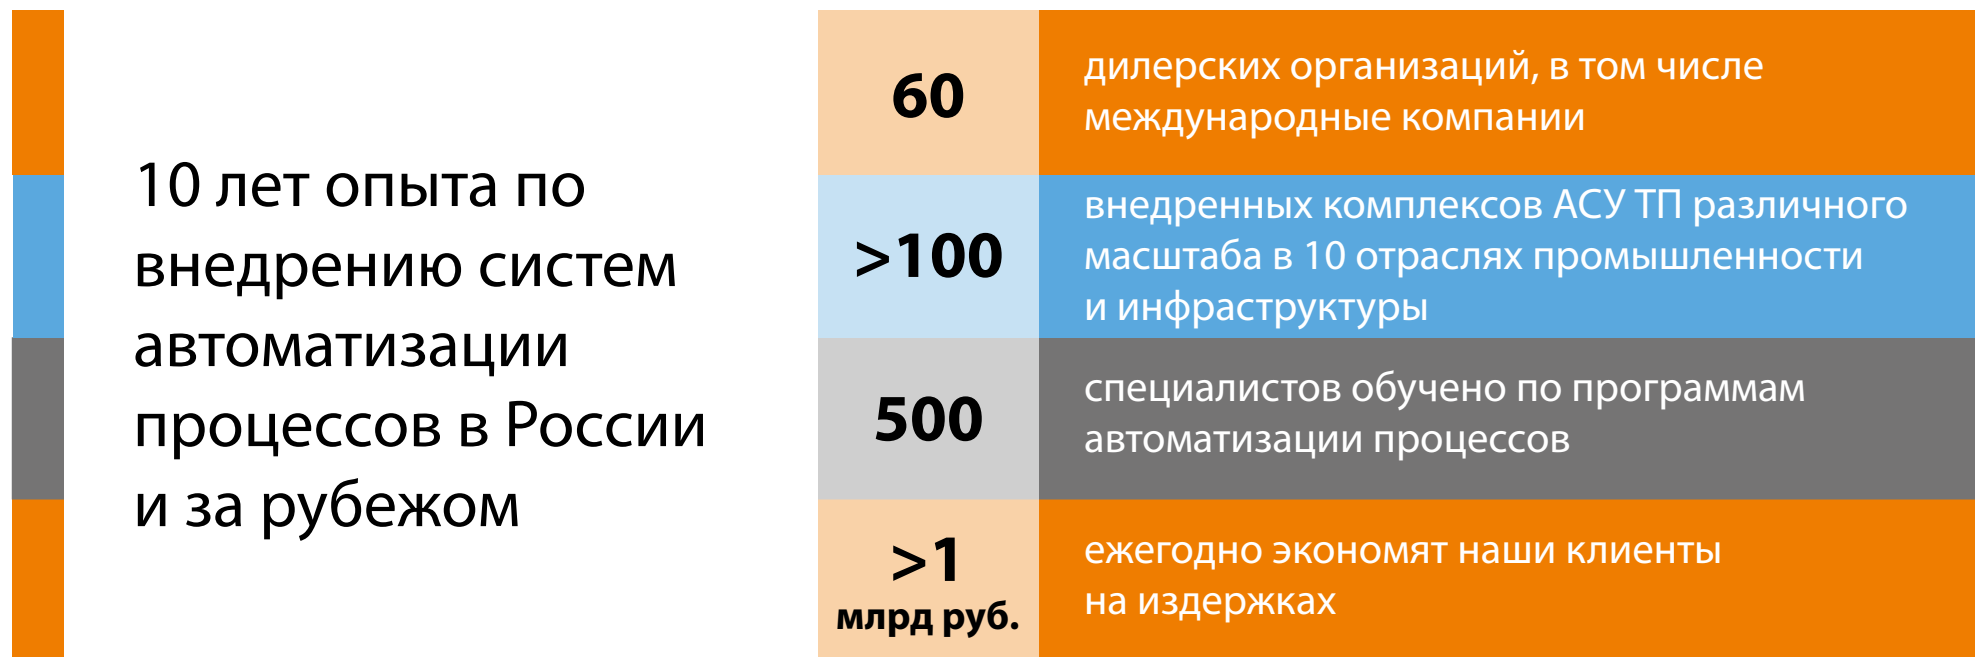 10 лет опыта по
внедрению систем
автоматизации
процессов в России
и за рубежом
60
дилерских организаций, в том числе
международные компании
>100
внедренных комплексов АСУ ТП различного
масштаба в 10 отраслях промышленности
и инфраструктуры
500
специалистов обучено по программам
автоматизации процессов
>1
млрд руб.
ежегодно экономят наши клиенты
на издержках